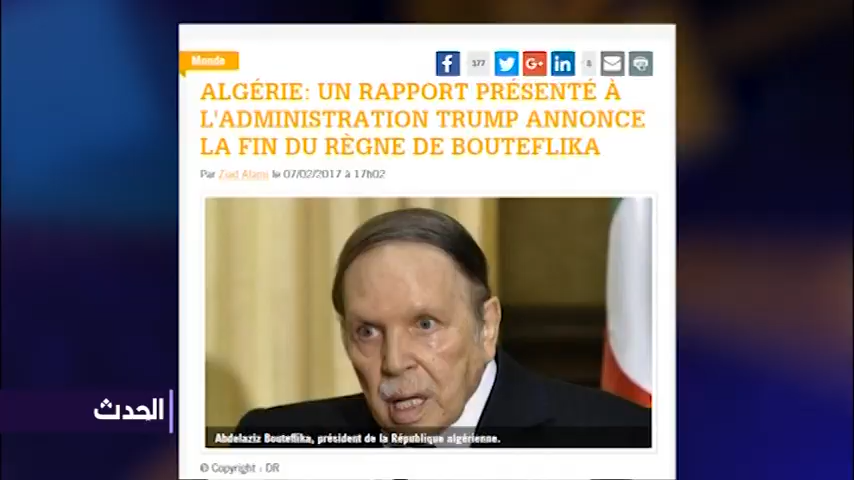 Monde
377
8
ALGÉRIE: UN RAPPORT PRÉSENTÉ À
L'ADMINISTRATION TRUMP ANNONCE
LA FIN DU RÈGNE DE BOUTEFLIKA
Par Ziad Alami le 07/02/2017 à 17h02
الحدث
Abdelaziz Bouteflika, président de la République algérienne.
© Copyright : DR